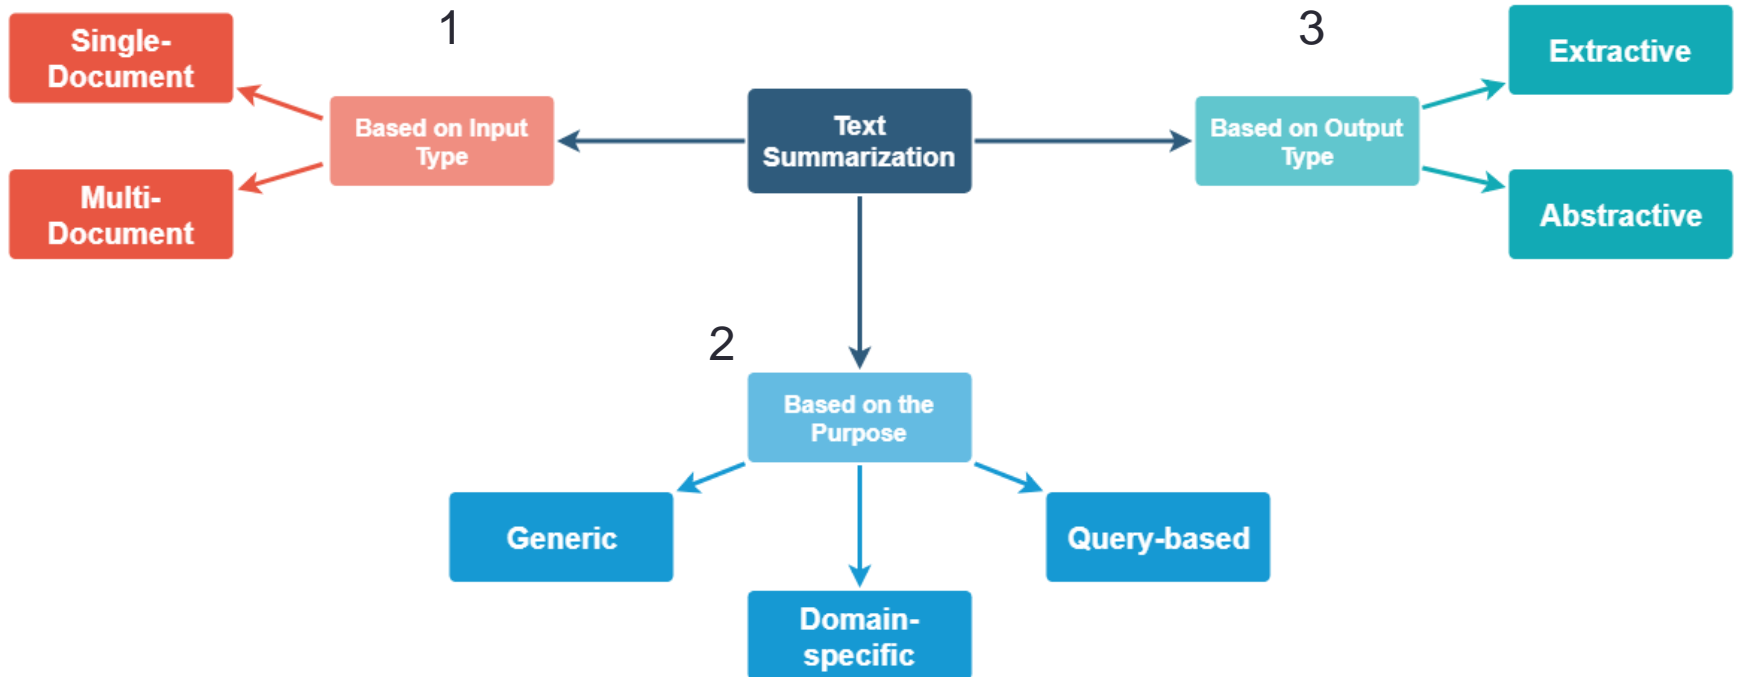 1
3
Single-
Document
Extractive
Based on Input
Type
Text
Summarization
Based on Output
Type
Multi-
Document
Abstractive
2
Based on the
Purpose
Generic
Query-based
Domain-
specific